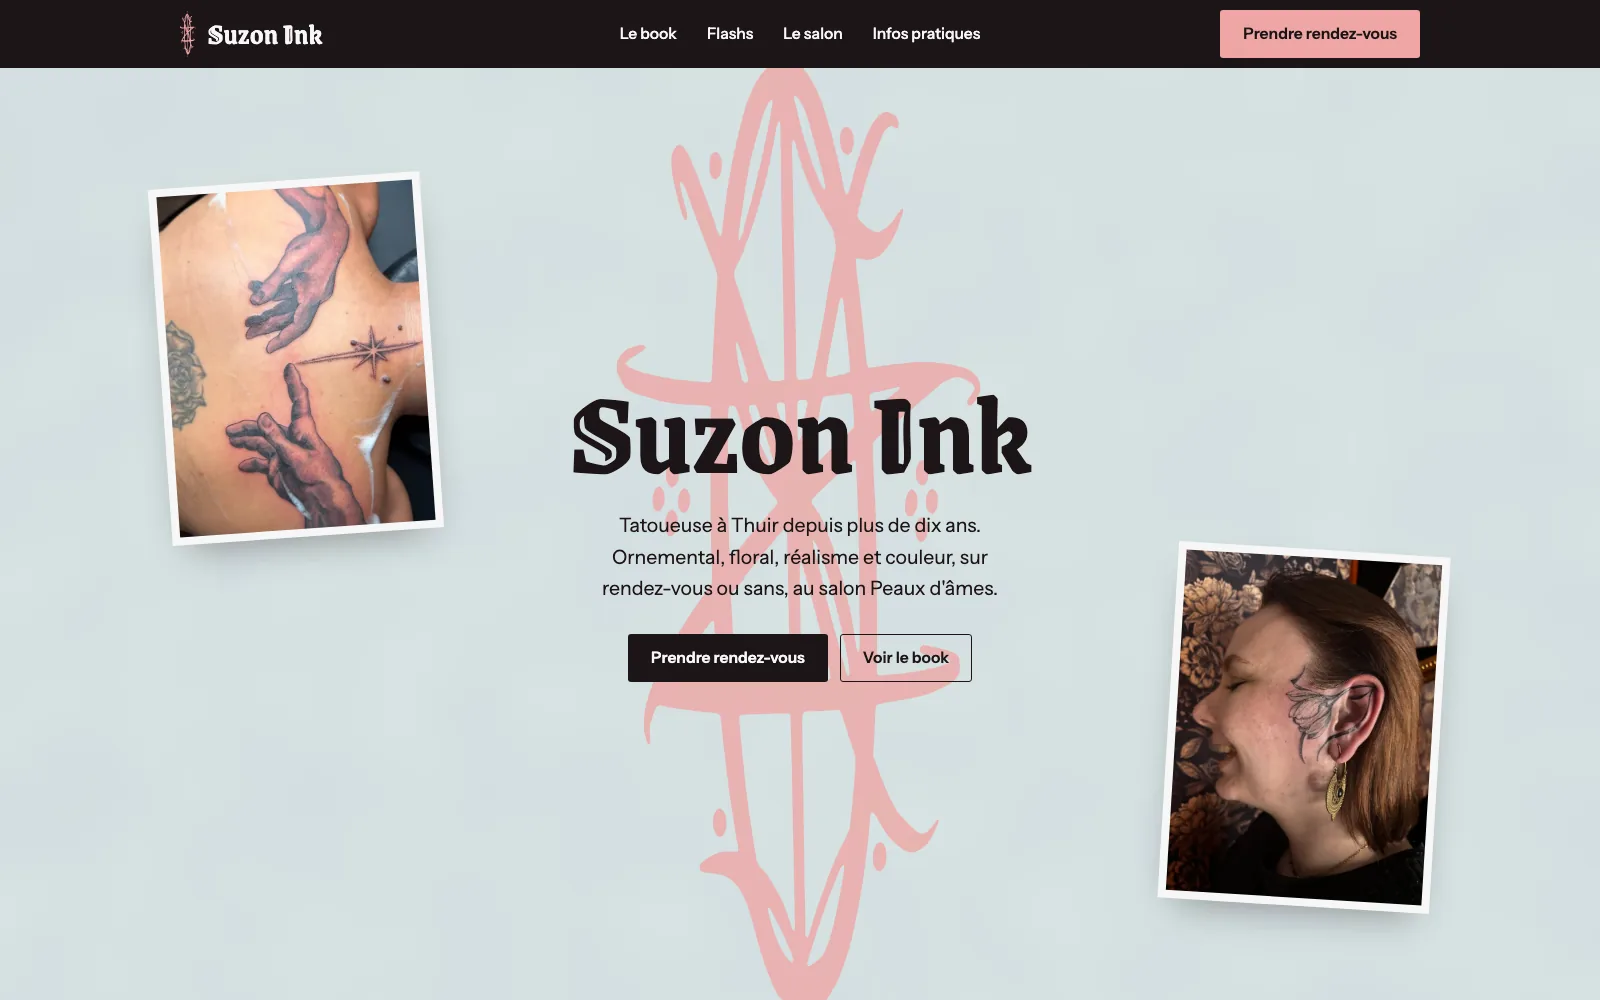 Suzon Ink
Le book
Flashs
Le salon
Infos pratiques
Prendre rendez-vous
Suzon Ink
Tatoueuse à Thuir depuis plus de dix ans.
Ornemental, floral, réalisme et couleur, sur
rendez-vous ou sans, au salon Peaux d'âmes.
Prendre rendez-vous
Voir le book